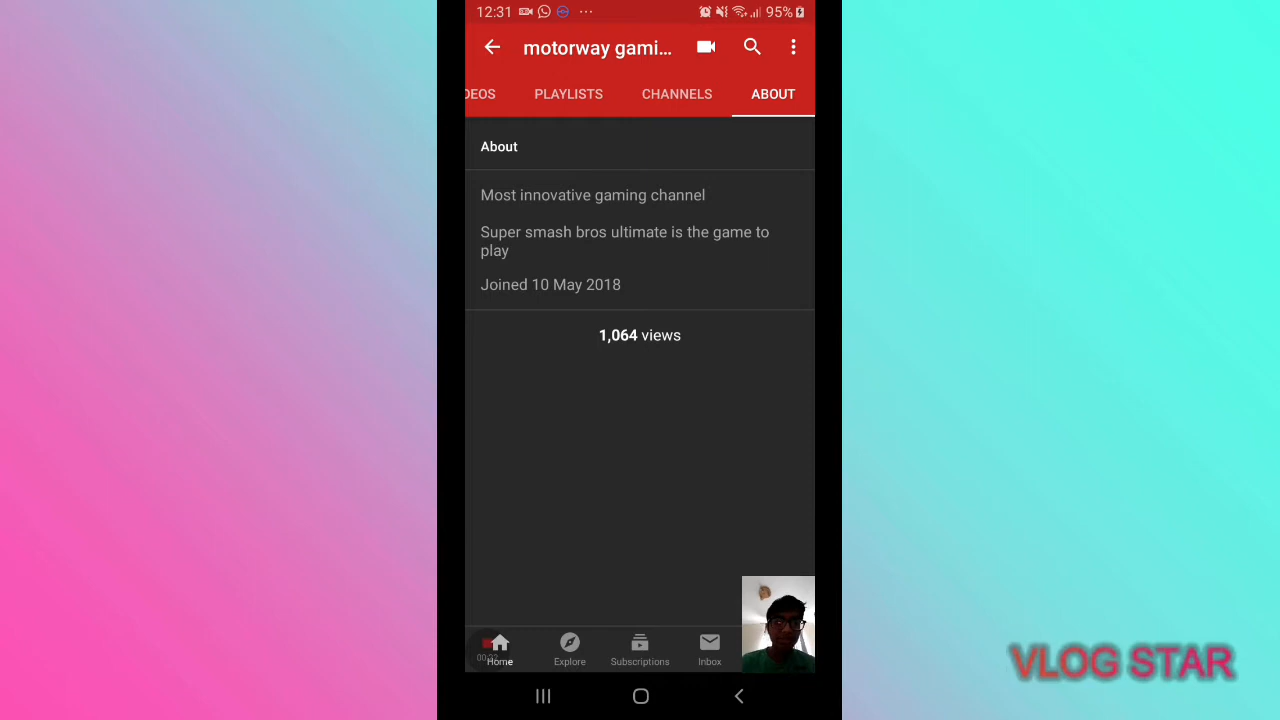 12:31
95%
motorway gami...
DEOS PLAYLISTS CHANNELS ABOUT
About
Most innovative gaming channel
Super smash bros ultimate is the game to
play
Joined 10 May 2018
1,064 views
Home Explore Subscriptions Inbox
VLOG STAR